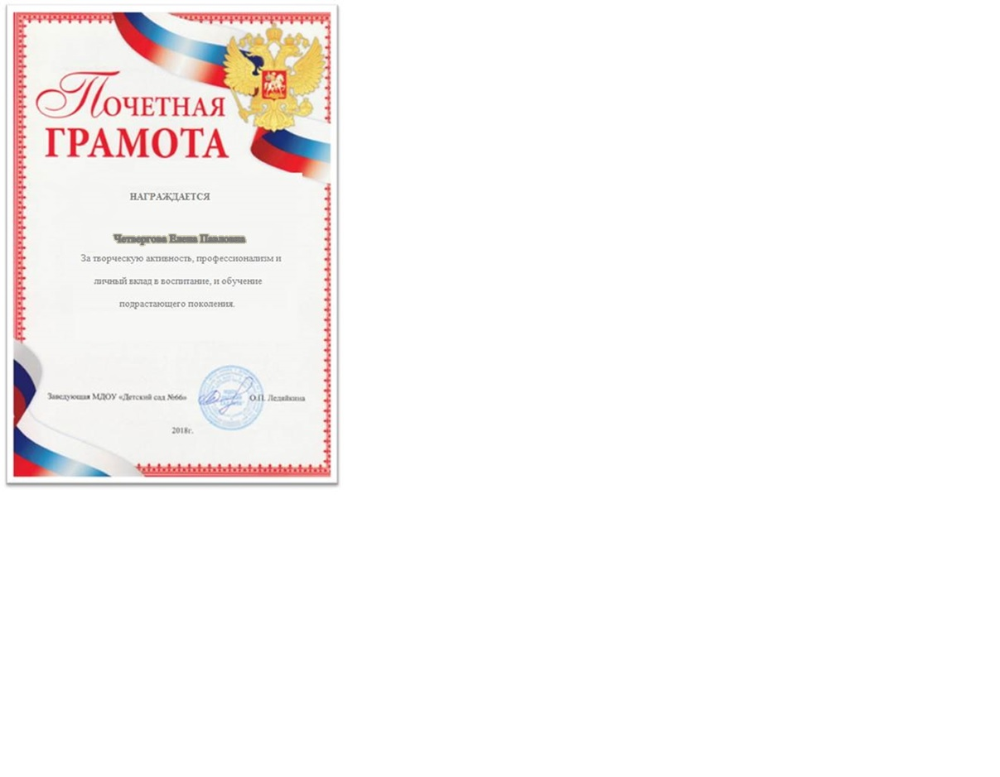 Почетная
ГРАМОТА
НАГРАЖДАЕТСЯ
Четвергова Елена Павловна
За творческую активность, профессионализм и
личный вклад в воспитание, и обучение
подрастающего поколения.
Заведующая МДОУ «Детский сад №66» О.П. Ледяйкина
2018г.